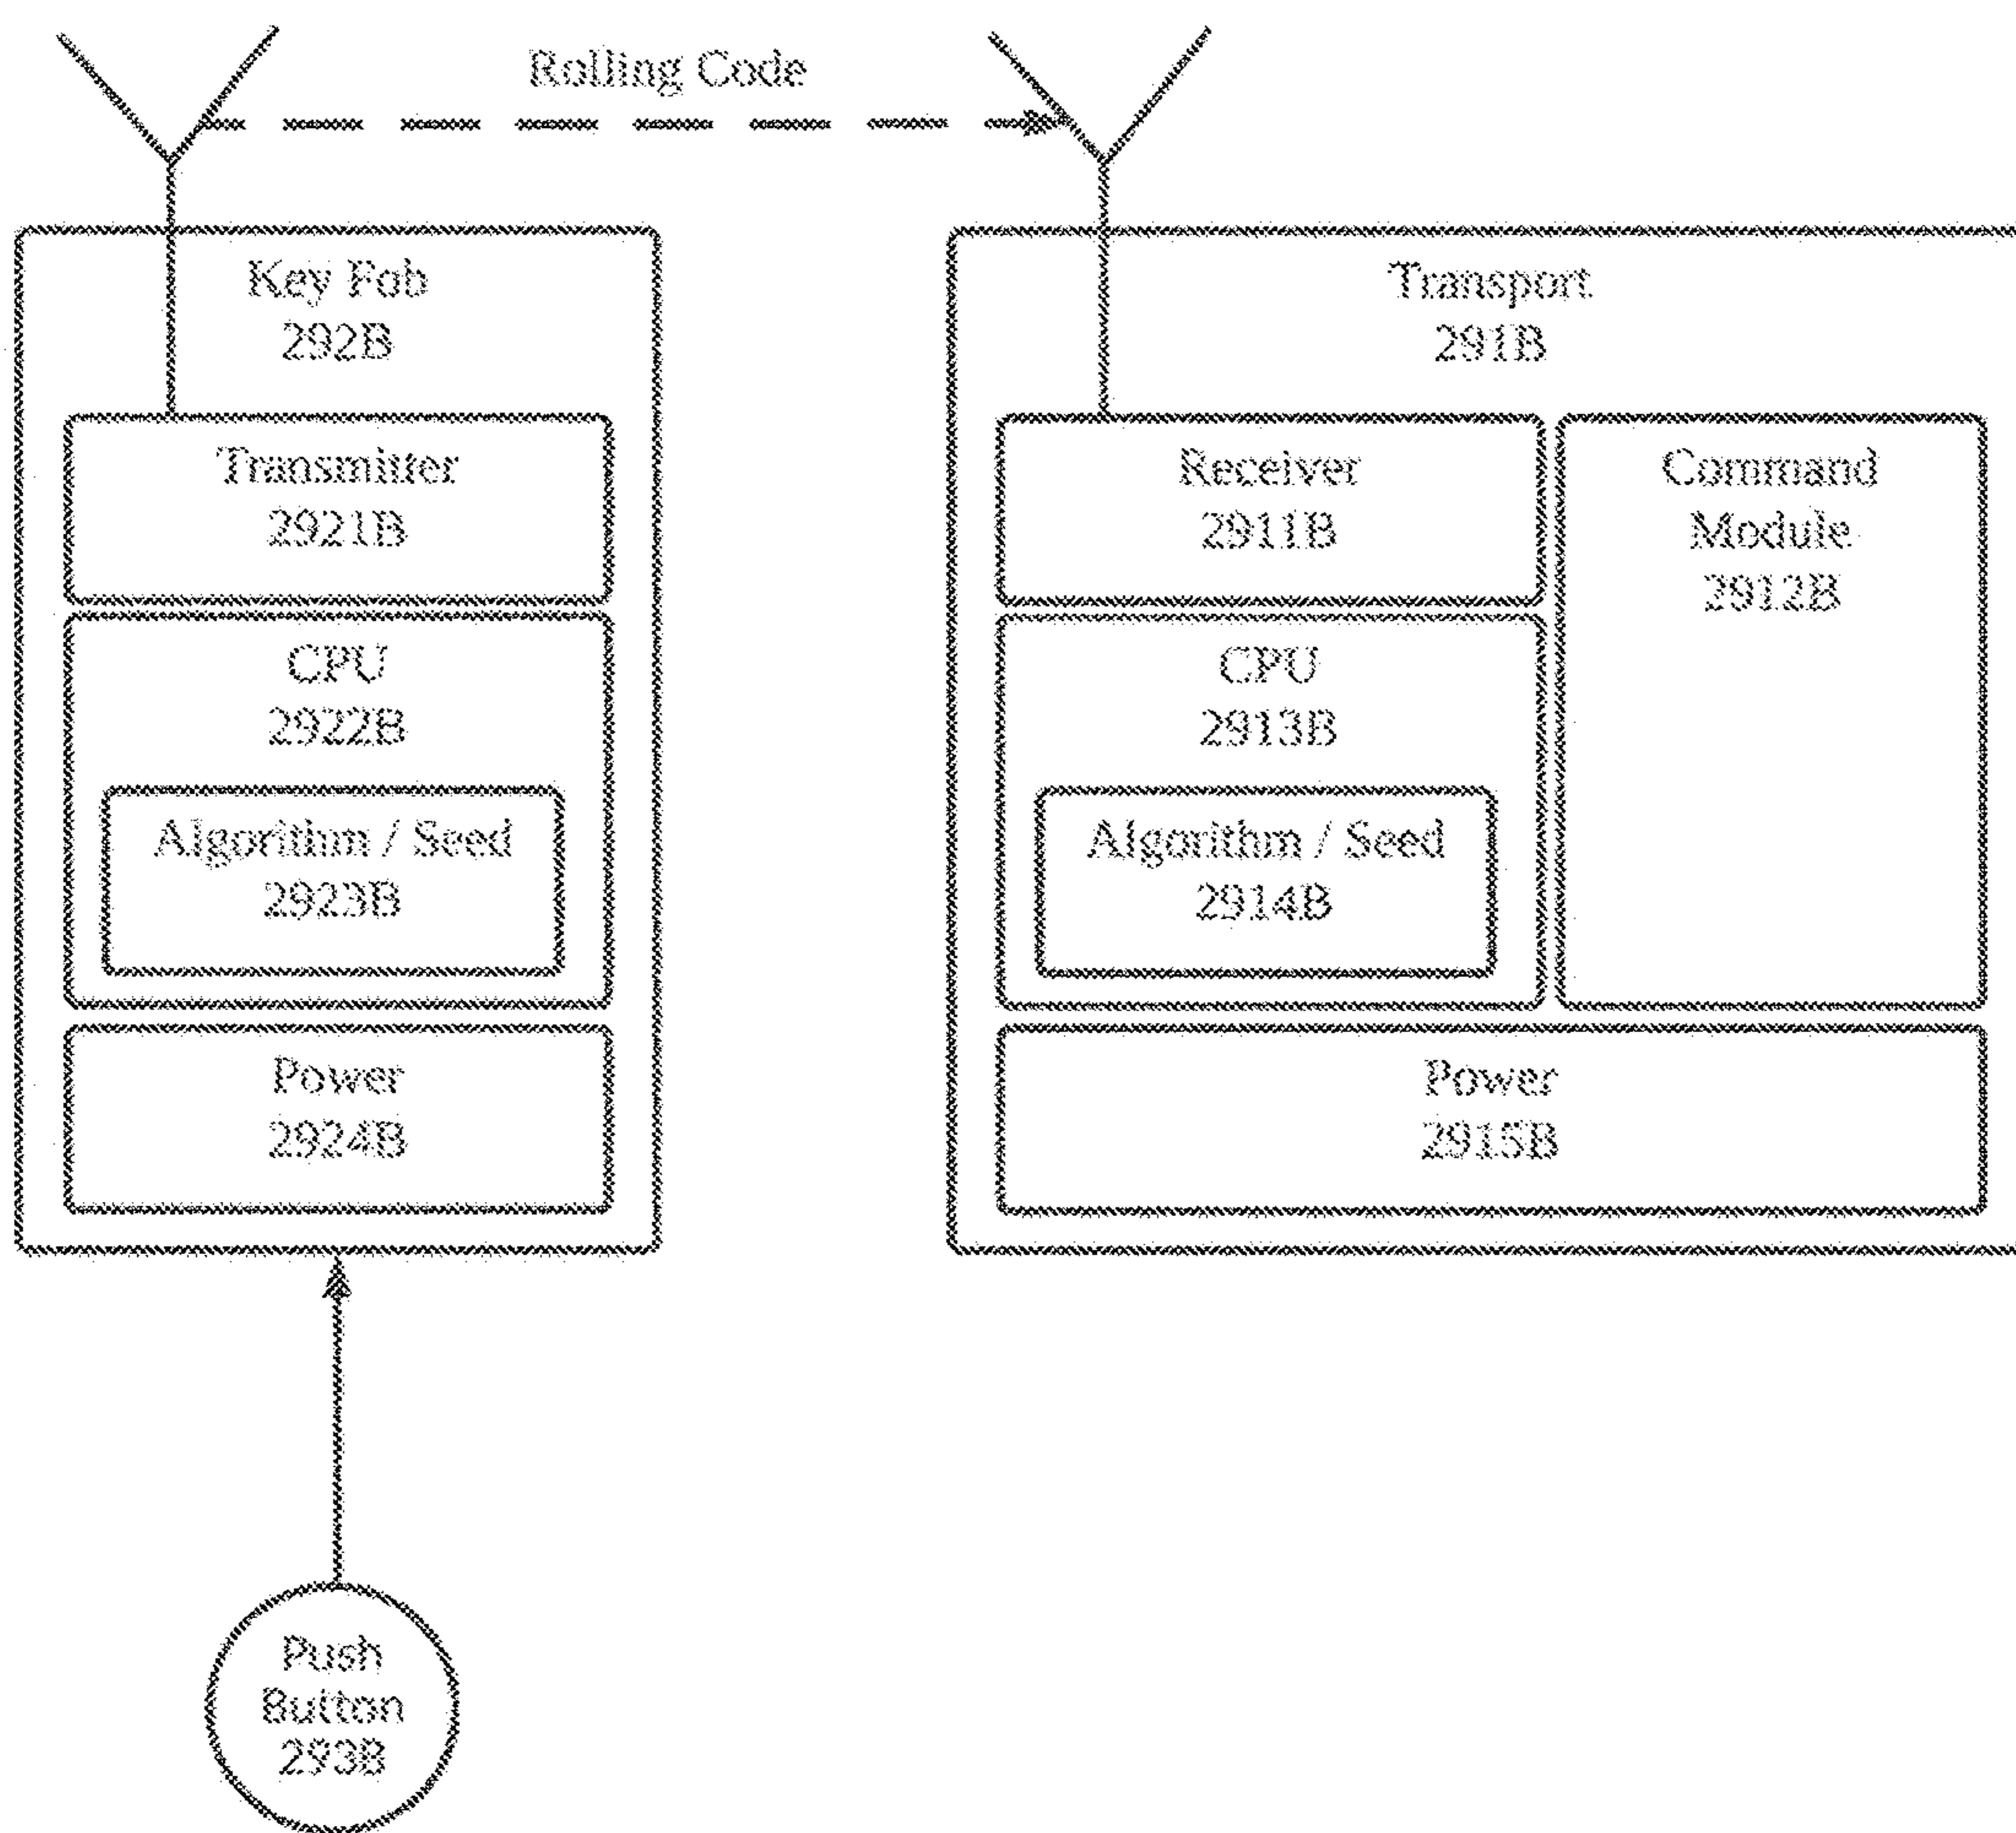 Rolling Code
Key Fob
292B
Transmitter
2921B
CPU
2922B
Algorithm / Seed
2923B
Power
2924B
Transport
291B
Receiver
2911B
Command
Module
2912B
CPU
2913B
Algorithm / Seed
2914B
Power
2915B
Push
Button
293B